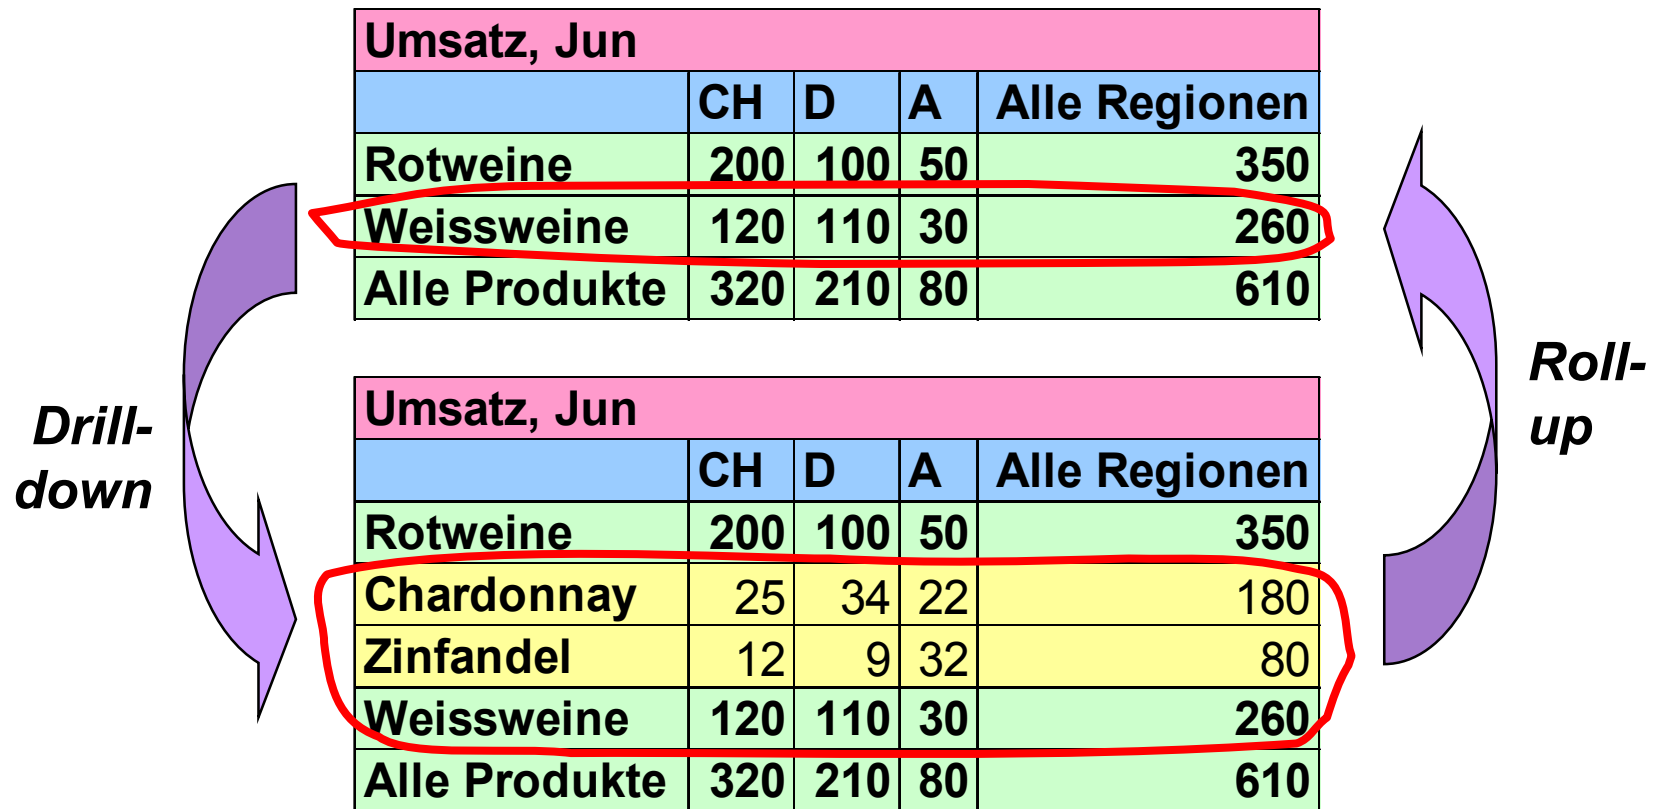 Umsatz, Jun
CH D A Alle Regionen
Rotweine 200 100 50 350
Weissweine 120 110 30 260
Alle Produkte 320 210 80 610
Drill-
down
Roll-
up
Umsatz, Jun
CH D A Alle Regionen
Rotweine 200 100 50 350
Chardonnay 25 34 22 180
Zinfandel 12 9 32 80
Weissweine 120 110 30 260
Alle Produkte 320 210 80 610